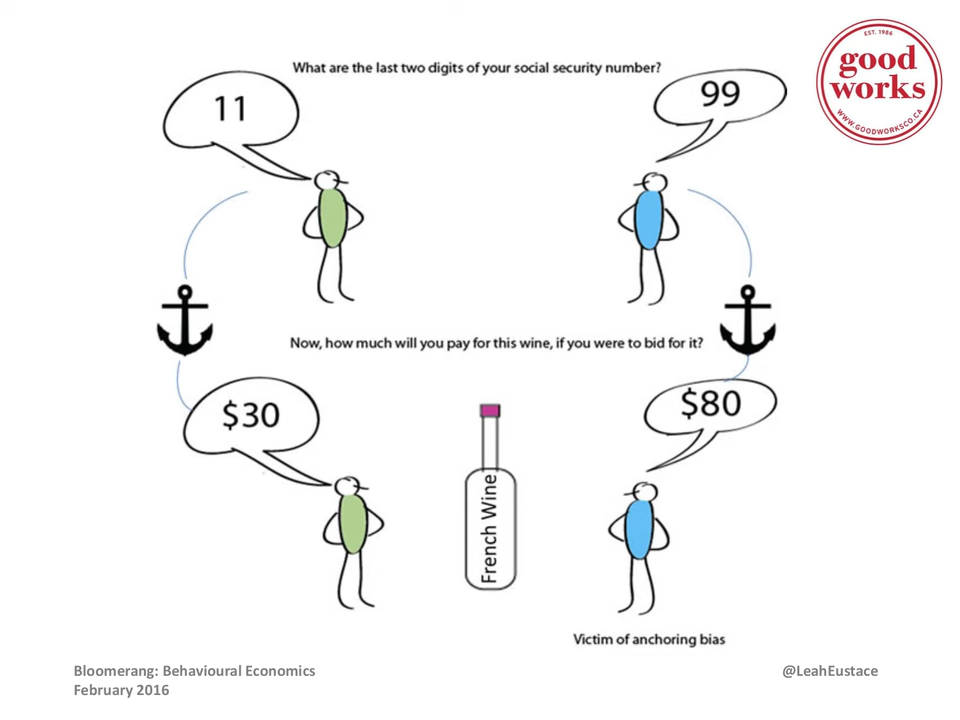 What are the last two digits of your social security number?
EST. 1986
good
works
WWW.GOODWORKSCO.CA
11
99
Now, how much will you pay for this wine, if you were to bid for it?
$30
$80
French Wine
Victim of anchoring bias
Bloomerang: Behavioural Economics
February 2016
@LeahEustace